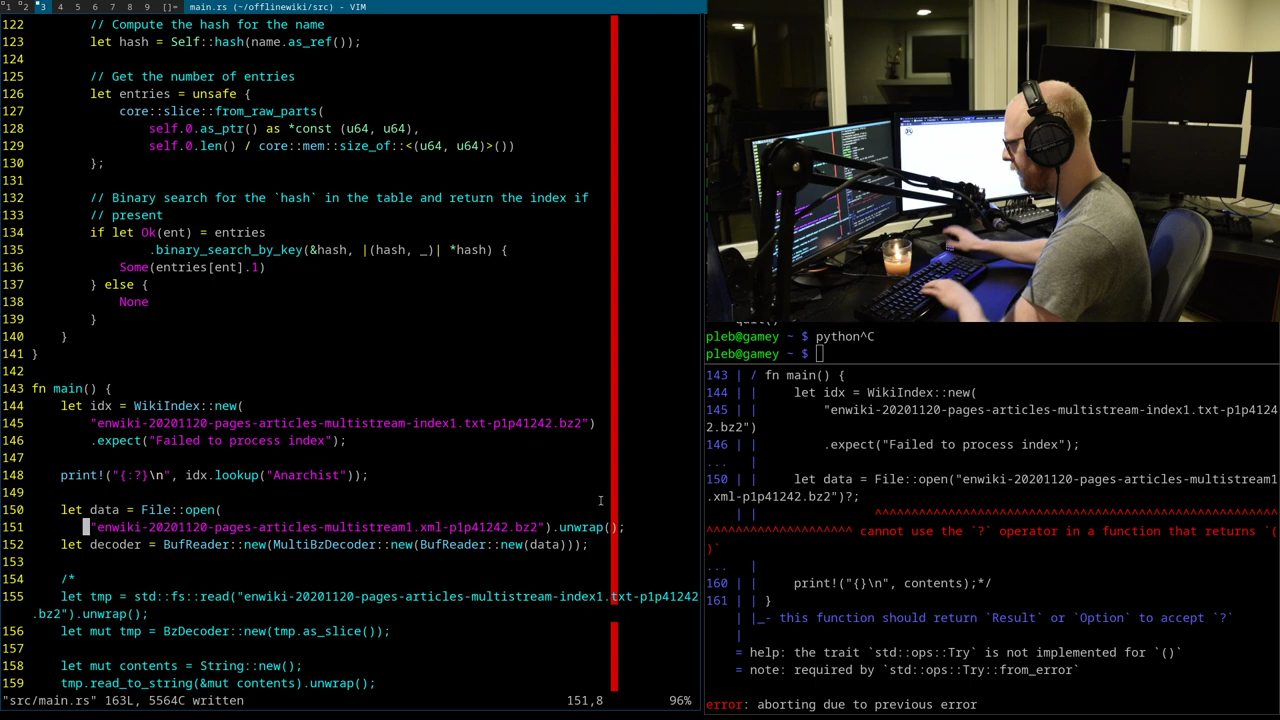 1 2 3 4 5 6 7 8 9 []= main.rs (~/offlinewiki/src) - VIM
122         // Compute the hash for the name
123         let hash = Self::hash(name.as_ref());
124
125         // Get the number of entries
126         let entries = unsafe {
127             core::slice::from_raw_parts(
128                 self.0.as_ptr() as *const (u64, u64),
129                 self.0.len() / core::mem::size_of::<(u64, u64)>())
130         };
131
132         // Binary search for the `hash` in the table and return the index if
133         // present
134         if let Ok(ent) = entries
135                 .binary_search_by_key(&hash, |(hash, _)| *hash) {
136             Some(entries[ent].1)
137         } else {
138             None
139         }
140     }
141 }
142
143 fn main() {
144     let idx = WikiIndex::new(
145         "enwiki-20201120-pages-articles-multistream-index1.txt-p1p41242.bz2")
146         .expect("Failed to process index");
147
148     print!("{:?}\n", idx.lookup("Anarchist"));
149
150     let data = File::open(
151         "enwiki-20201120-pages-articles-multistream1.xml-p1p41242.bz2").unwrap();
152     let decoder = BufReader::new(MultiBzDecoder::new(BufReader::new(data)));
153
154     /*
155     let tmp = std::fs::read("enwiki-20201120-pages-articles-multistream-index1.txt-p1p41242
.bz2").unwrap();
156     let mut tmp = BzDecoder::new(tmp.as_slice());
157
158     let mut contents = String::new();
159     tmp.read_to_string(&mut contents).unwrap();
"src/main.rs" 163L, 5564C written 151,8 96%
quit()
pleb@gamey ~ $ python^C
pleb@gamey ~ $
143 | / fn main() {
144 | |     let idx = WikiIndex::new(
145 | |         "enwiki-20201120-pages-articles-multistream-index1.txt-p1p4124
2.bz2")
146 | |         .expect("Failed to process index");
... |
150 | |     let data = File::open("enwiki-20201120-pages-articles-multistream1
.xml-p1p41242.bz2")?;
| | ^^^^^^^^^^^^^^^^^^^^^^^^^^^^^^^^^^^^^^^^^^^^^^^^^^^^^^^
^^^^^^^^^^^^^^^^^^^^ cannot use the `?` operator in a function that returns `(
)`
... |
160 | |     print!("{}\n", contents);*/
161 | | }
| |_- this function should return `Result` or `Option` to accept `?`
|
= help: the trait `std::ops::Try` is not implemented for `()`
= note: required by `std::ops::Try::from_error`
error: aborting due to previous error